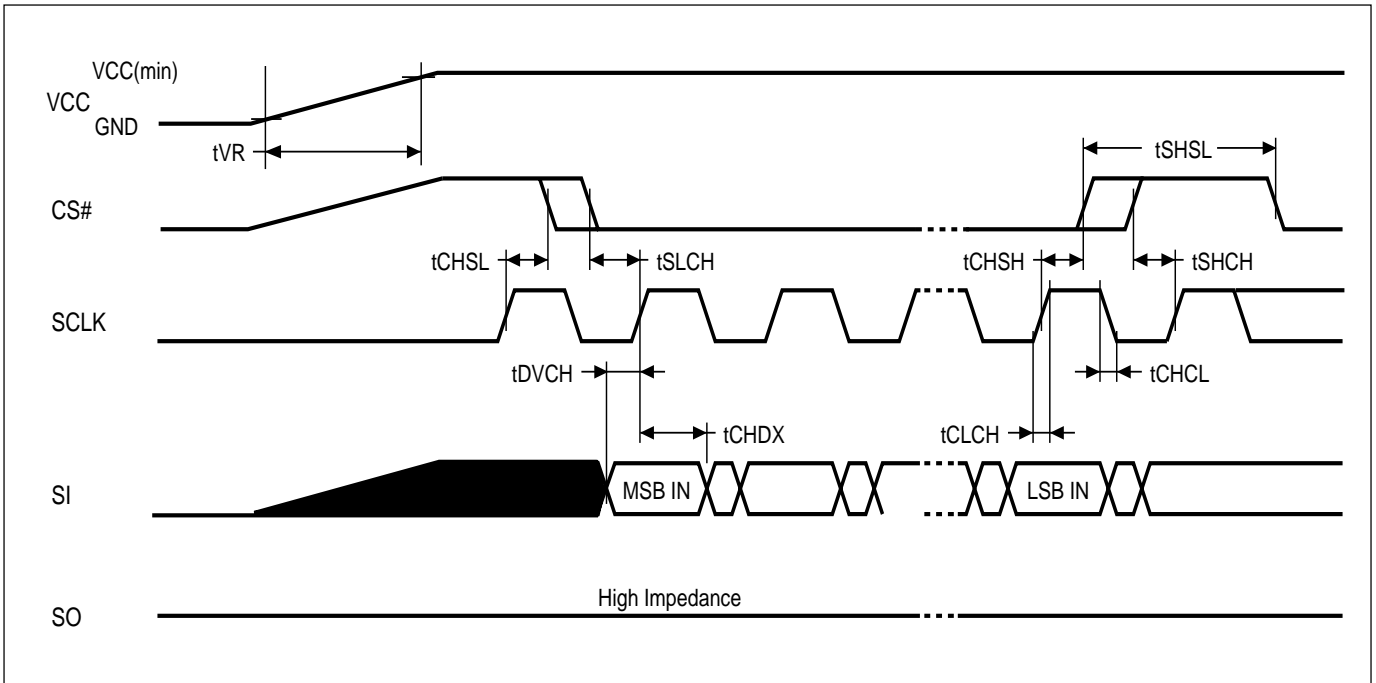 VCC(min)
VCC
GND
tVR
tSHSL
CS#
tCHSL
tSLCH
tCHSH
tSHCH
SCLK
tDVCH
tCHCL
tCHDX
tCLCH
SI
MSB IN
LSB IN
High Impedance
SO